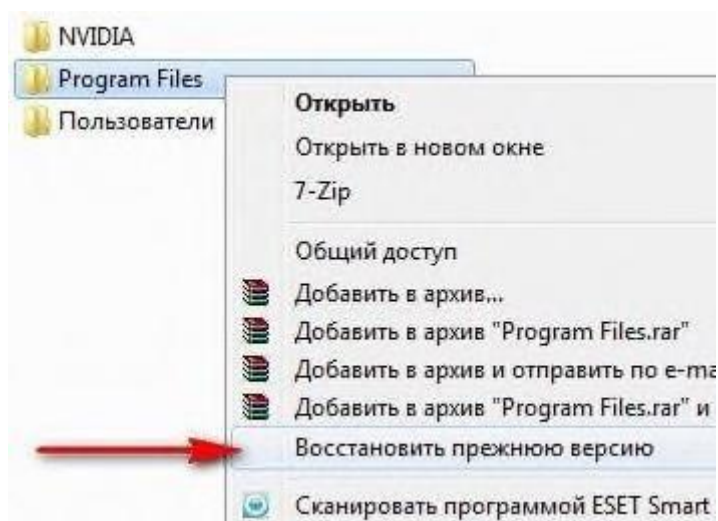 NVIDIA
Program Files
Пользователи
Открыть
Открыть в новом окне
7-Zip
Общий доступ
Добавить в архив...
Добавить в архив "Program Files.rar"
Добавить в архив и отправить по e-ma
Добавить в архив "Program Files.rar" и
Восстановить прежнюю версию
Сканировать программой ESET Smart